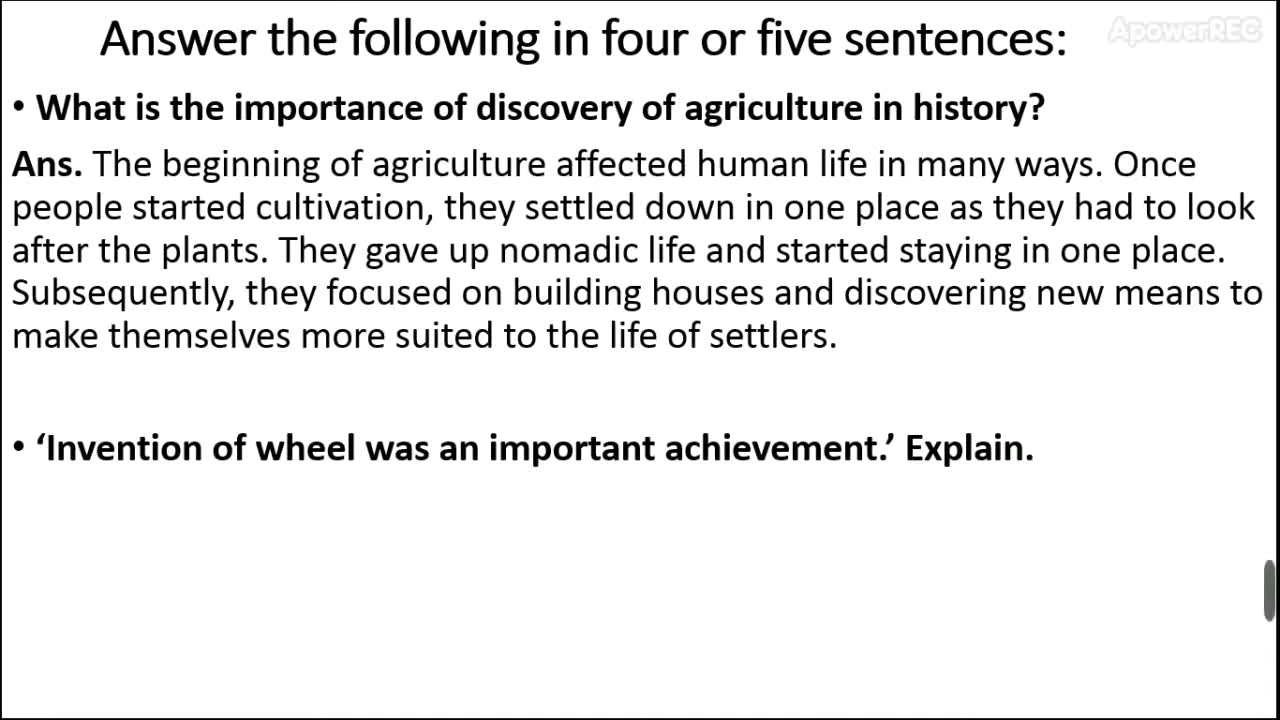 Answer the following in four or five sentences:
ApowerREC
• What is the importance of discovery of agriculture in history?
Ans. The beginning of agriculture affected human life in many ways. Once
people started cultivation, they settled down in one place as they had to look
after the plants. They gave up nomadic life and started staying in one place.
Subsequently, they focused on building houses and discovering new means to
make themselves more suited to the life of settlers.
• ‘Invention of wheel was an important achievement.’ Explain.